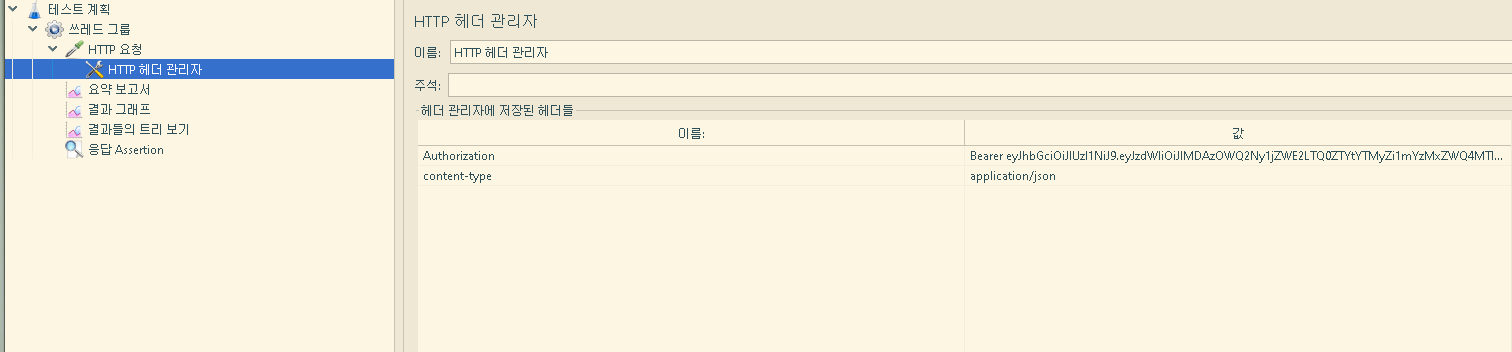 테스트 계획
쓰레드 그룹
HTTP 요청
HTTP 헤더 관리자
요약 보고서
결과 그래프
결과들의 트리 보기
응답 Assertion
HTTP 헤더 관리자
이름: HTTP 헤더 관리자
주석:
헤더 관리자에 저장된 헤더들
이름: 값
Authorization Bearer eyJhbGciOiJIUzI1NiJ9.eyJzdWIiOiJlMDAzOWQ2Ny1jZWE2LTQ0ZTYtYTMyZi1mYzMxZWQ4MTI...
content-type application/json